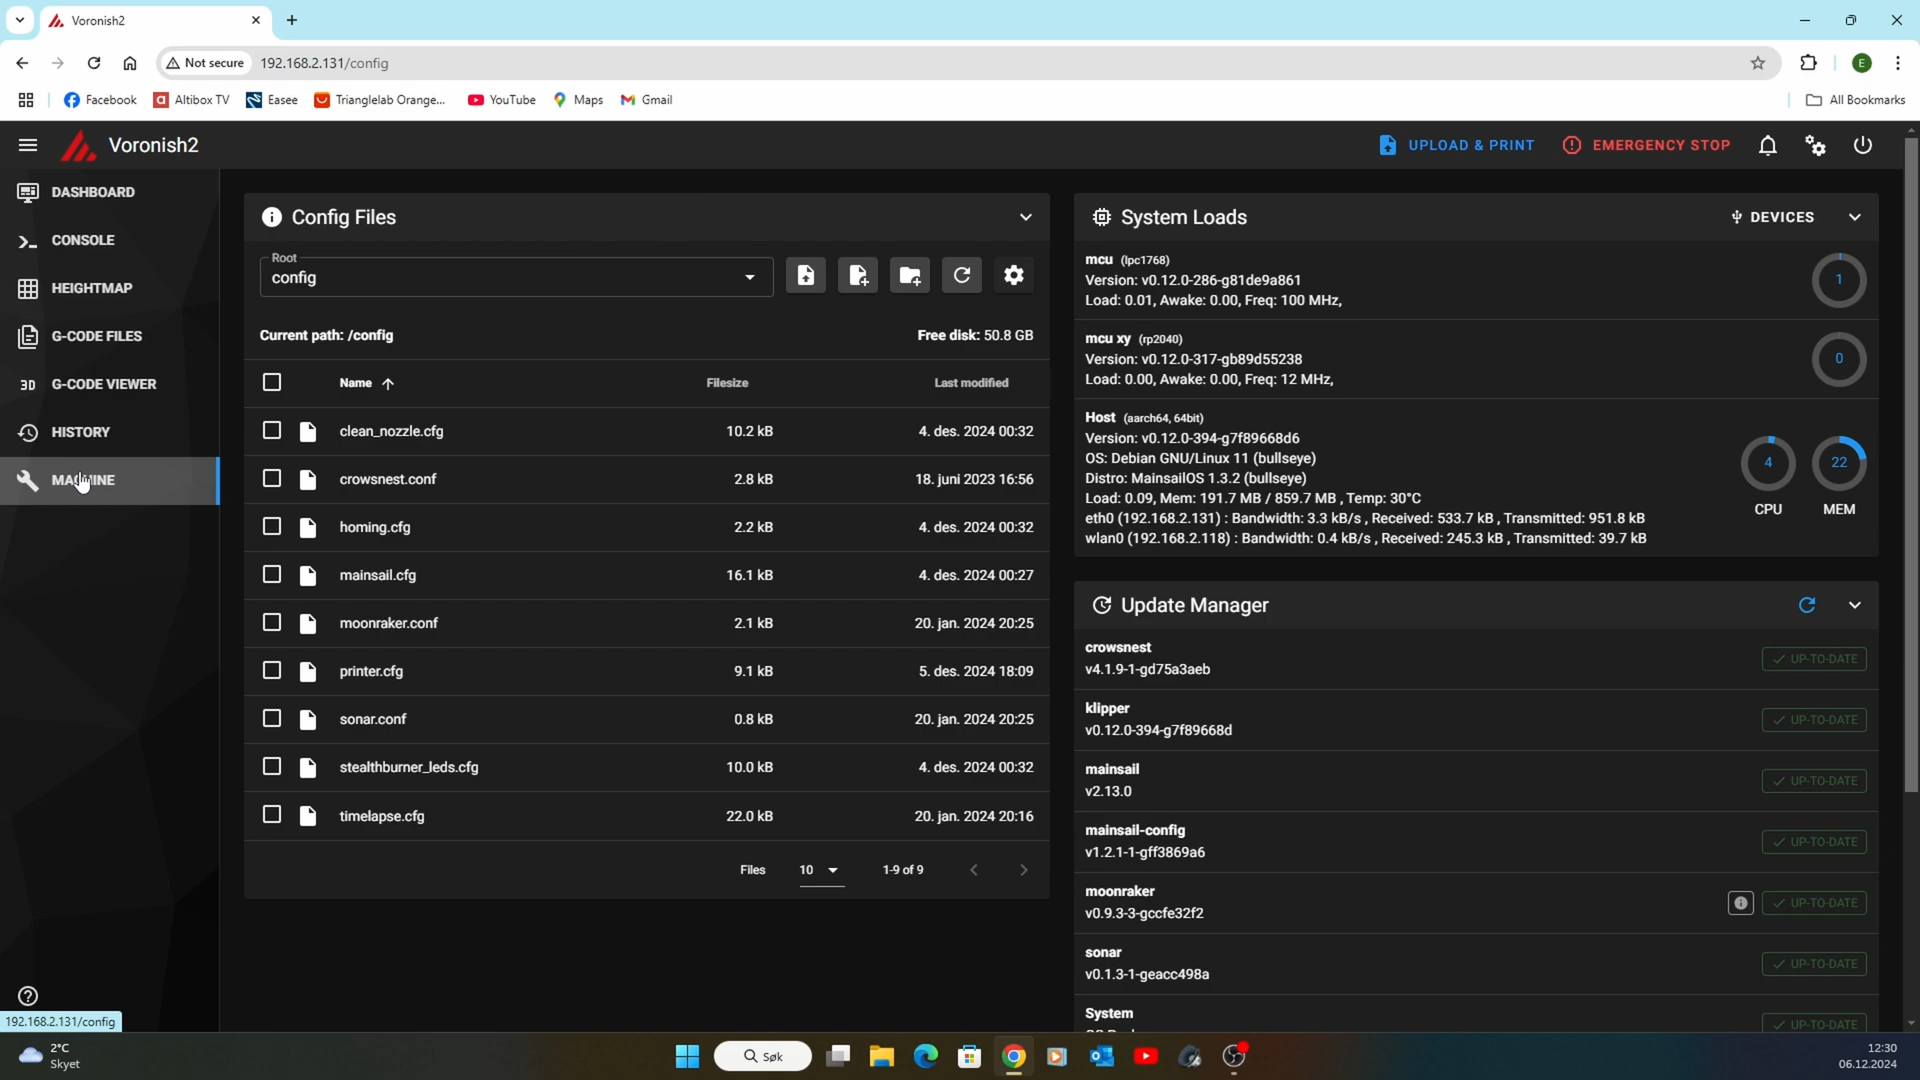 Voronish2
Not secure
192.168.2.131/config
E
Facebook
Altibox TV
Easee
Trianglelab Orange...
YouTube
Maps
Gmail
All Bookmarks
Voronish2
UPLOAD & PRINT
EMERGENCY STOP
DASHBOARD
CONSOLE
HEIGHTMAP
G-CODE FILES
3D G-CODE VIEWER
HISTORY
MACHINE
192.168.2.131/config
Config Files
Root
config
Current path: /config
Free disk: 50.8 GB
Name Filesize Last modified
clean_nozzle.cfg 10.2 kB 4. des. 2024 00:32
crowsnest.conf 2.8 kB 18. juni 2023 16:56
homing.cfg 2.2 kB 4. des. 2024 00:32
mainsail.cfg 16.1 kB 4. des. 2024 00:27
moonraker.conf 2.1 kB 20. jan. 2024 20:25
printer.cfg 9.1 kB 5. des. 2024 18:09
sonar.conf 0.8 kB 20. jan. 2024 20:25
stealthburner_leds.cfg 10.0 kB 4. des. 2024 00:32
timelapse.cfg 22.0 kB 20. jan. 2024 20:16
Files 10 1-9 of 9
System Loads
DEVICES
mcu (lpc1768)
Version: v0.12.0-286-g81de9a861
Load: 0.01, Awake: 0.00, Freq: 100 MHz,
1
mcu xy (rp2040)
Version: v0.12.0-317-gb89d55238
Load: 0.00, Awake: 0.00, Freq: 12 MHz,
0
Host (aarch64, 64bit)
Version: v0.12.0-394-g7f89668d6
OS: Debian GNU/Linux 11 (bullseye)
Distro: MainsailOS 1.3.2 (bullseye)
Load: 0.09, Mem: 191.7 MB / 859.7 MB , Temp: 30°C
eth0 (192.168.2.131) : Bandwidth: 3.3 kB/s , Received: 533.7 kB , Transmitted: 951.8 kB
wlan0 (192.168.2.118) : Bandwidth: 0.4 kB/s , Received: 245.3 kB , Transmitted: 39.7 kB
4
CPU
22
MEM
Update Manager
crowsnest
v4.1.9-1-gd75a3aeb
UP-TO-DATE
klipper
v0.12.0-394-g7f89668d
UP-TO-DATE
mainsail
v2.13.0
UP-TO-DATE
mainsail-config
v1.2.1-1-gff3869a6
UP-TO-DATE
moonraker
v0.9.3-3-gccfe32f2
UP-TO-DATE
sonar
v0.1.3-1-geacc498a
UP-TO-DATE
System
UP-TO-DATE
2°C
Skyet
Søk
12:30
06.12.2024